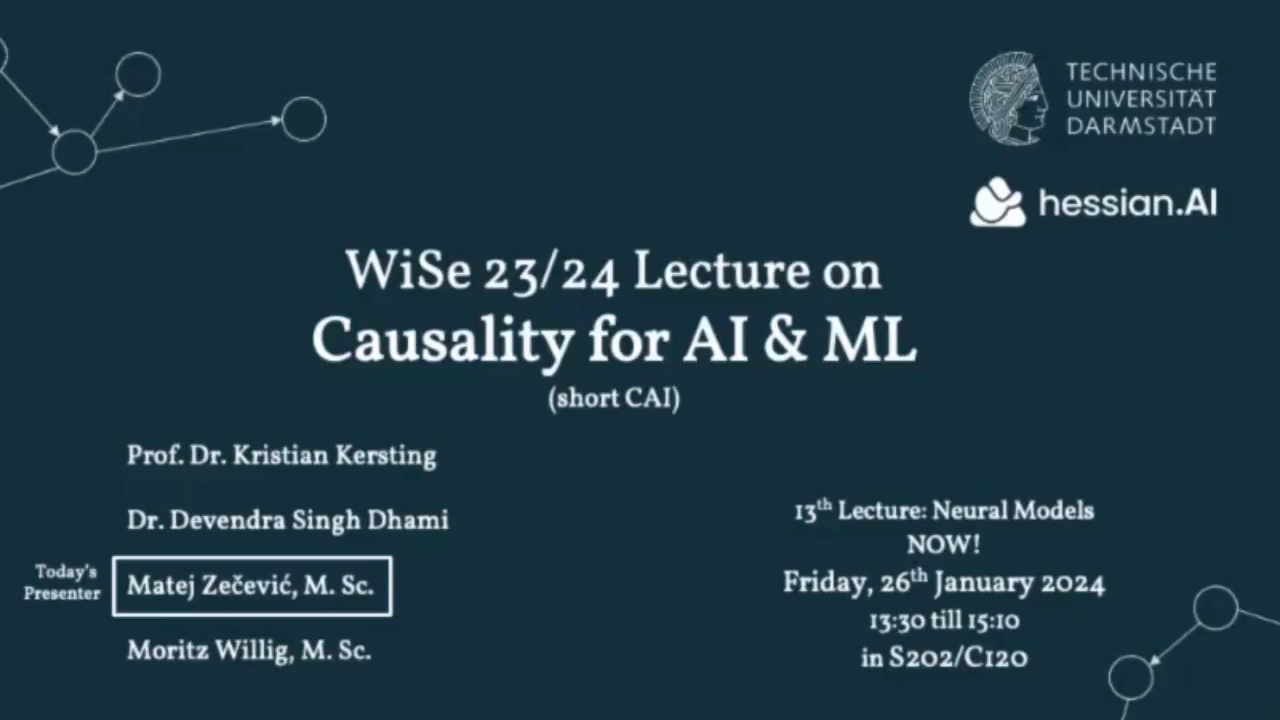 TECHNISCHE
UNIVERSITÄT
DARMSTADT
hessian.AI
WiSe 23/24 Lecture on
Causality for AI & ML
(short CAI)
Prof. Dr. Kristian Kersting
Dr. Devendra Singh Dhami
Today's
Presenter
Matej Zečević, M. Sc.
Moritz Willig, M. Sc.
13th Lecture: Neural Models
NOW!
Friday, 26th January 2024
13:30 till 15:10
in S202/C120